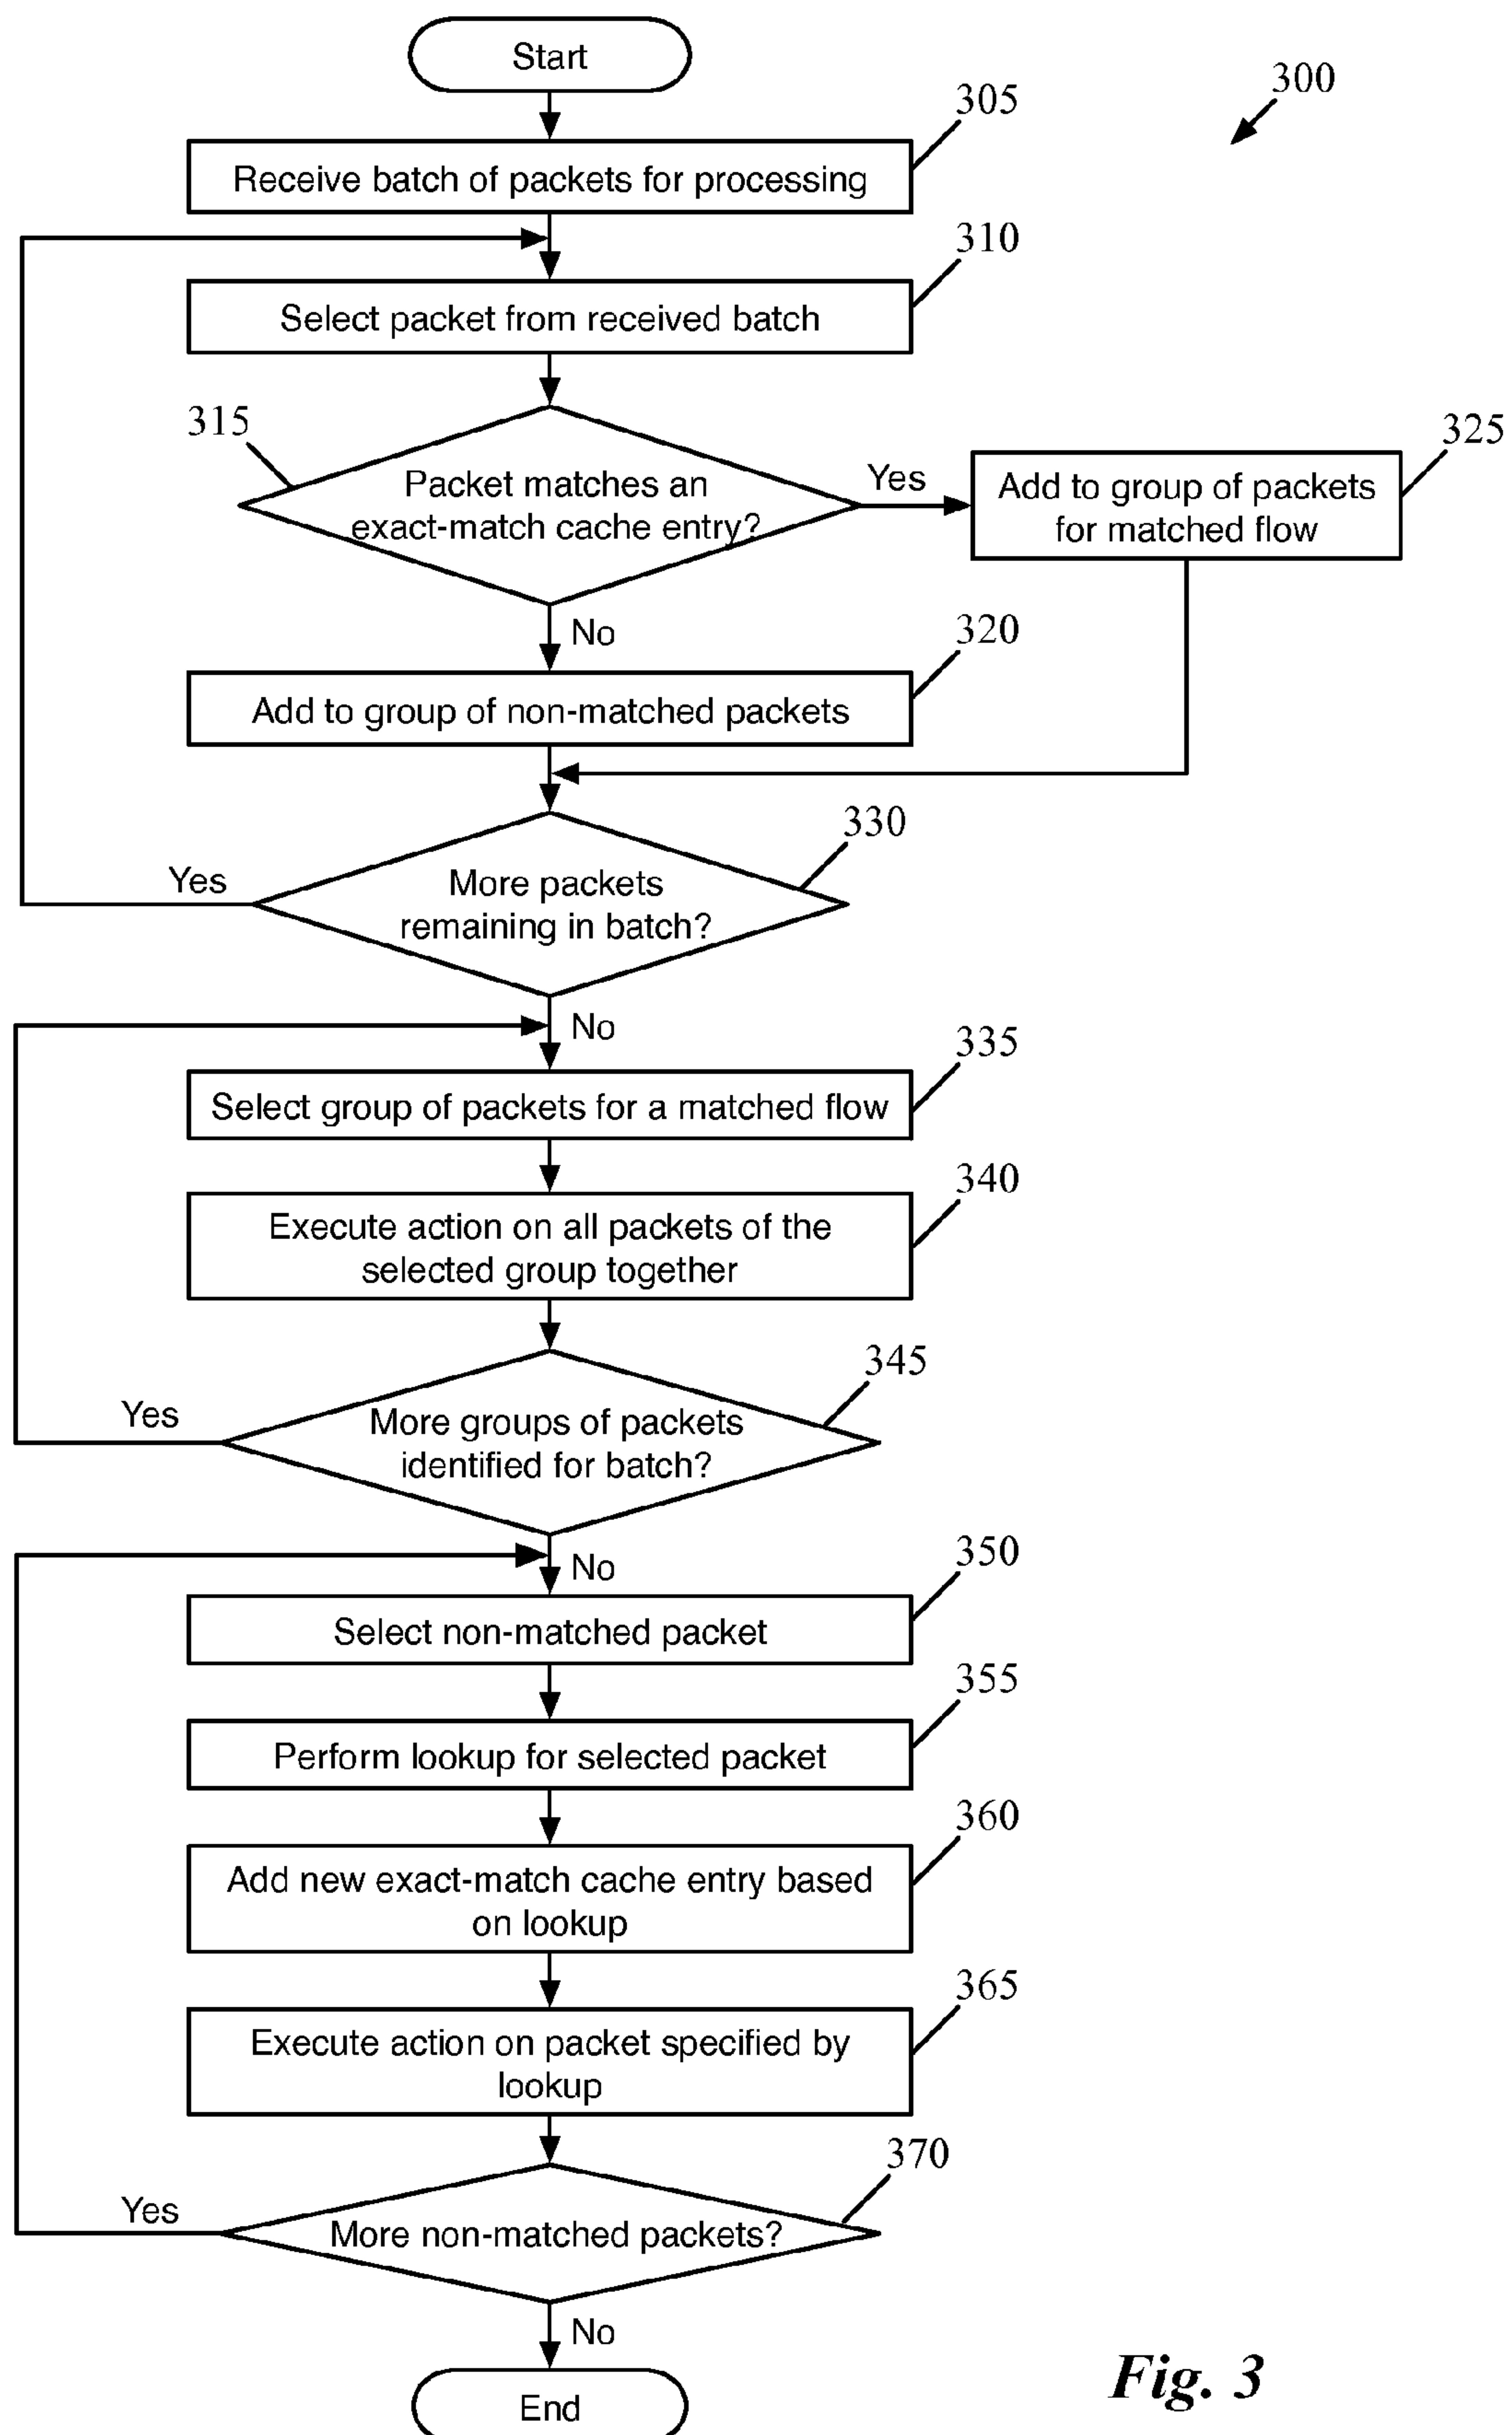 Start
300
305
Receive batch of packets for processing
310
Select packet from received batch
315
Packet matches an
exact-match cache entry?
Yes
325
Add to group of packets
for matched flow
No
320
Add to group of non-matched packets
330
More packets
remaining in batch?
Yes
No
335
Select group of packets for a matched flow
340
Execute action on all packets of the
selected group together
345
More groups of packets
identified for batch?
Yes
No
350
Select non-matched packet
355
Perform lookup for selected packet
360
Add new exact-match cache entry based
on lookup
365
Execute action on packet specified by
lookup
370
More non-matched packets?
Yes
No
End
Fig. 3